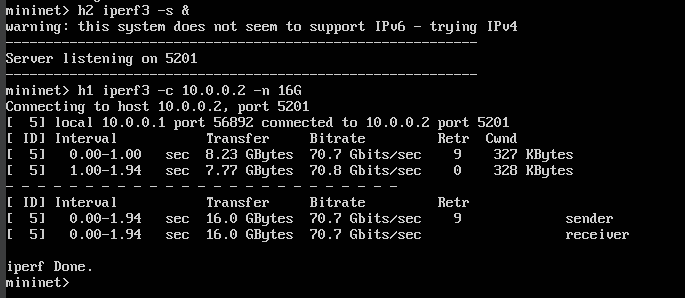 mininet> h2 iperf3 -s &
warning: this system does not seem to support IPv6 - trying IPv4
-----------------------------------------------------------
Server listening on 5201
-----------------------------------------------------------
mininet> h1 iperf3 -c 10.0.0.2 -n 16G
Connecting to host 10.0.0.2, port 5201
[  5] local 10.0.0.1 port 56892 connected to 10.0.0.2 port 5201
[ ID] Interval           Transfer     Bitrate         Retr  Cwnd
[  5]   0.00-1.00   sec  8.23 GBytes  70.7 Gbits/sec    9    327 KBytes
[  5]   1.00-1.94   sec  7.77 GBytes  70.8 Gbits/sec    0    328 KBytes
- - - - - - - - - - - - - - - - - - - - - - - - -
[ ID] Interval           Transfer     Bitrate         Retr
[  5]   0.00-1.94   sec  16.0 GBytes  70.7 Gbits/sec    9             sender
[  5]   0.00-1.94   sec  16.0 GBytes  70.7 Gbits/sec                  receiver
iperf Done.
mininet>